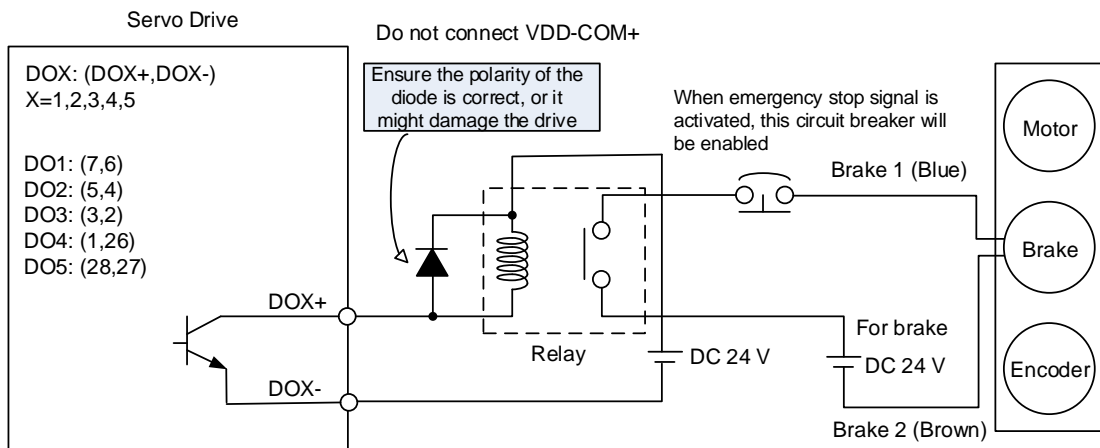 Servo Drive
Do not connect VDD-COM+
DOX: (DOX+,DOX-)
X=1,2,3,4,5
Ensure the polarity of the
diode is correct, or it
might damage the drive
When emergency stop signal is
activated, this circuit breaker will
be enabled
Motor
DO1: (7,6)
DO2: (5,4)
DO3: (3,2)
DO4: (1,26)
DO5: (28,27)
Brake 1 (Blue)
Brake
DOX+
Relay
DC 24 V
For brake
DC 24 V
Encoder
DOX-
Brake 2 (Brown)